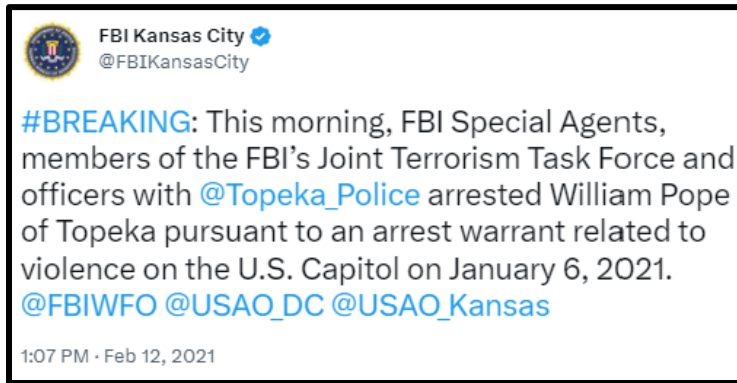 FBI Kansas City
@FBIKansasCity
#BREAKING: This morning, FBI Special Agents,
members of the FBI’s Joint Terrorism Task Force and
officers with @Topeka_Police arrested William Pope
of Topeka pursuant to an arrest warrant related to
violence on the U.S. Capitol on January 6, 2021.
@FBIWFO @USAO_DC @USAO_Kansas
1:07 PM · Feb 12, 2021